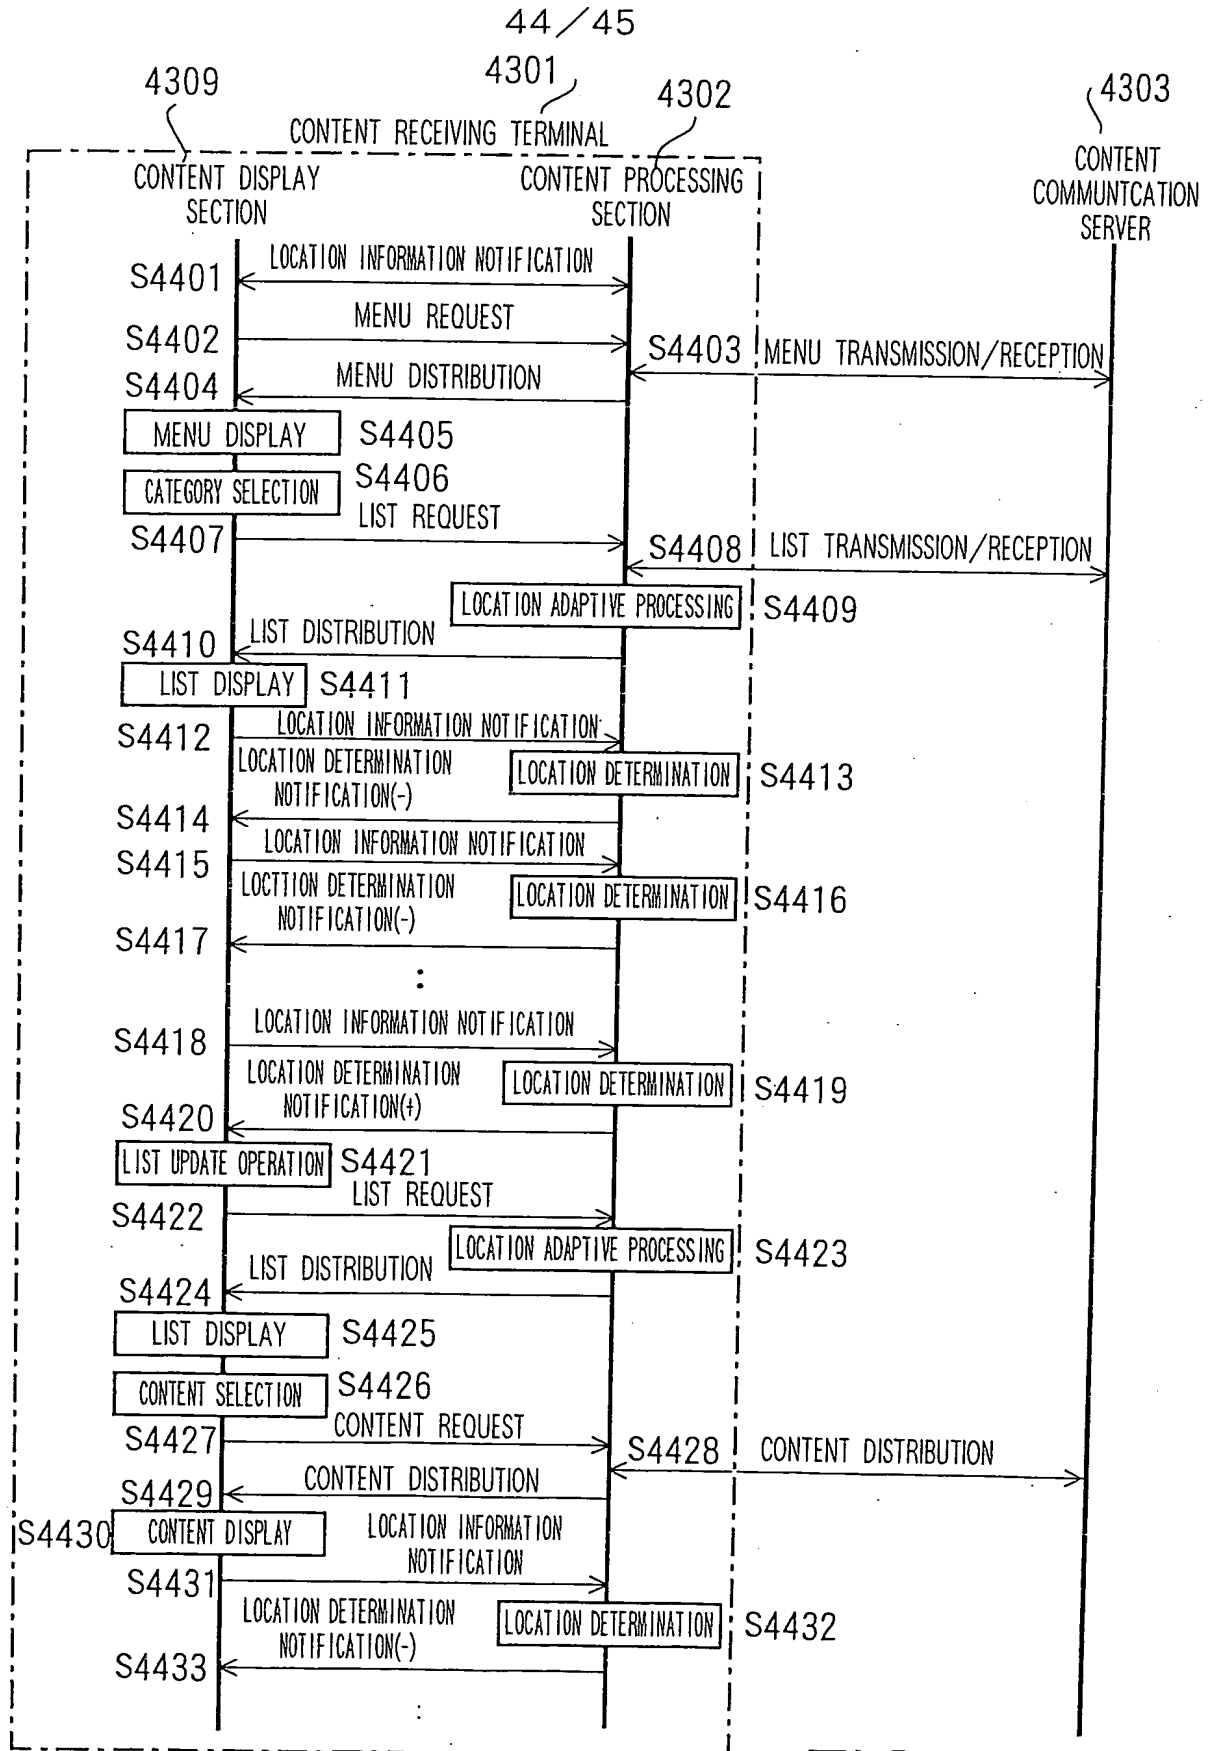 44/45
4309
4301
4302
4303
CONTENT RECEIVING TERMINAL
CONTENT DISPLAY
SECTION
CONTENT PROCESSING
SECTION
CONTENT
COMMUNTCATION
SERVER
S4401
LOCATION INFORMATION NOTIFICATION
S4402
MENU REQUEST
S4403
MENU TRANSMISSION/RECEPTION
S4404
MENU DISTRIBUTION
MENU DISPLAY
S4405
CATEGORY SELECTION
S4406
S4407
LIST REQUEST
S4408
LIST TRANSMISSION/RECEPTION
LOCATION ADAPTIVE PROCESSING
S4409
S4410
LIST DISTRIBUTION
LIST DISPLAY
S4411
S4412
LOCATION INFORMATION NOTIFICATION
LOCATION DETERMINATION
NOTIFICATION(-)
LOCATION DETERMINATION
S4413
S4414
LOCATION INFORMATION NOTIFICATION
S4415
LOCTTION DETERMINATION
NOTIFICATION(-)
LOCATION DETERMINATION
S4416
S4417
:
LOCATION INFORMATION NOTIFICATION
S4418
LOCATION DETERMINATION
NOTIFICATION(+)
LOCATION DETERMINATION
S4419
S4420
LIST UPDATE OPERATION
S4421
LIST REQUEST
S4422
LOCATION ADAPTIVE PROCESSING
S4423
LIST DISTRIBUTION
S4424
LIST DISPLAY
S4425
CONTENT SELECTION
S4426
CONTENT REQUEST
S4427
S4428
CONTENT DISTRIBUTION
CONTENT DISTRIBUTION
S4429
S4430
CONTENT DISPLAY
LOCATION INFORMATION
NOTIFICATION
S4431
LOCATION DETERMINATION
NOTIFICATION(-)
LOCATION DETERMINATION
S4432
S4433
: